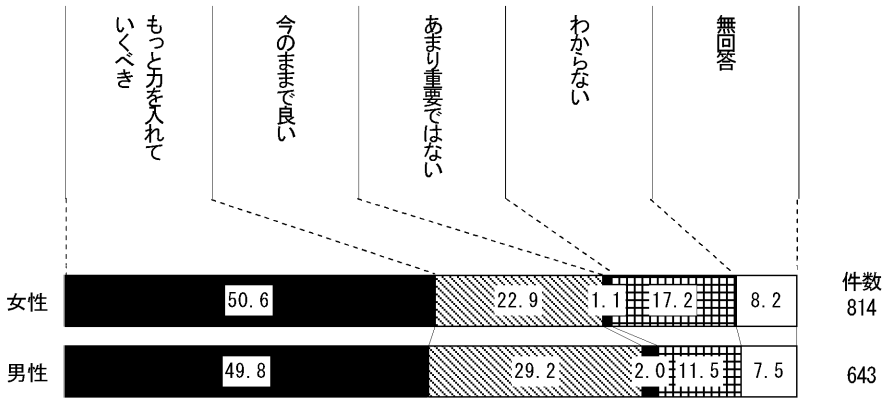 もっと力を入れて
いくべき
今のままで良い
あまり重要ではない
わからない
無回答
件数
女性 50.6 22.9 1.1 17.2 8.2 814
男性 49.8 29.2 2.0 11.5 7.5 643